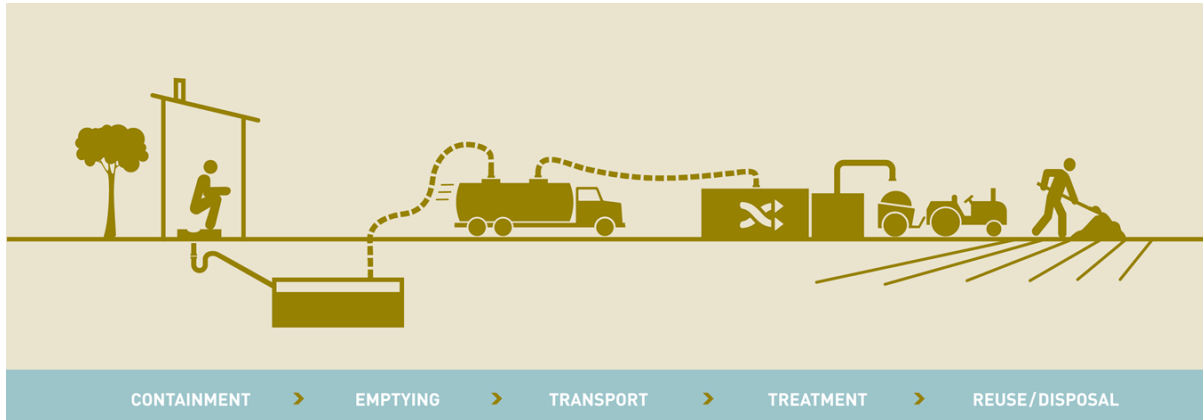 CONTAINMENT > EMPTYING > TRANSPORT > TREATMENT > REUSE/DISPOSAL